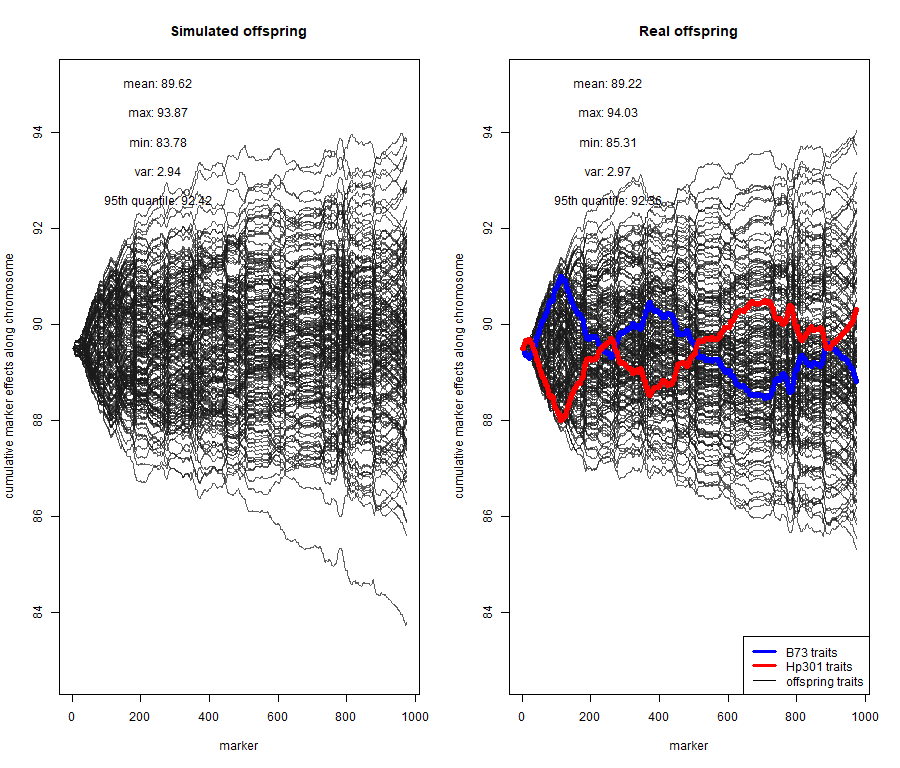 Simulated offspring
mean: 89.62
max: 93.87
min: 83.78
var: 2.94
95th quantile: 92.42
cumulative marker effects along chromosome
94
92
90
88
86
84
0 200 400 600 800 1000
marker
Real offspring
mean: 89.22
max: 94.03
min: 85.31
var: 2.97
95th quantile:
cumulative marker effects along chromosome
94
92
90
88
86
84
B73 traits
Hp301 traits
offspring traits
0 200 400 600 800 1000
marker